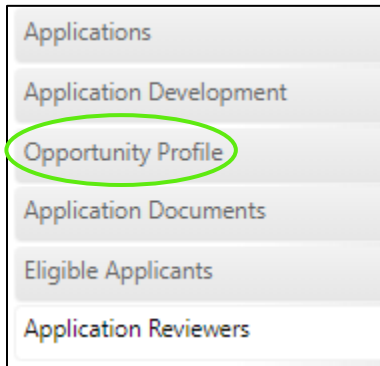 Applications
Application Development
Opportunity Profile
Application Documents
Eligible Applicants
Application Reviewers